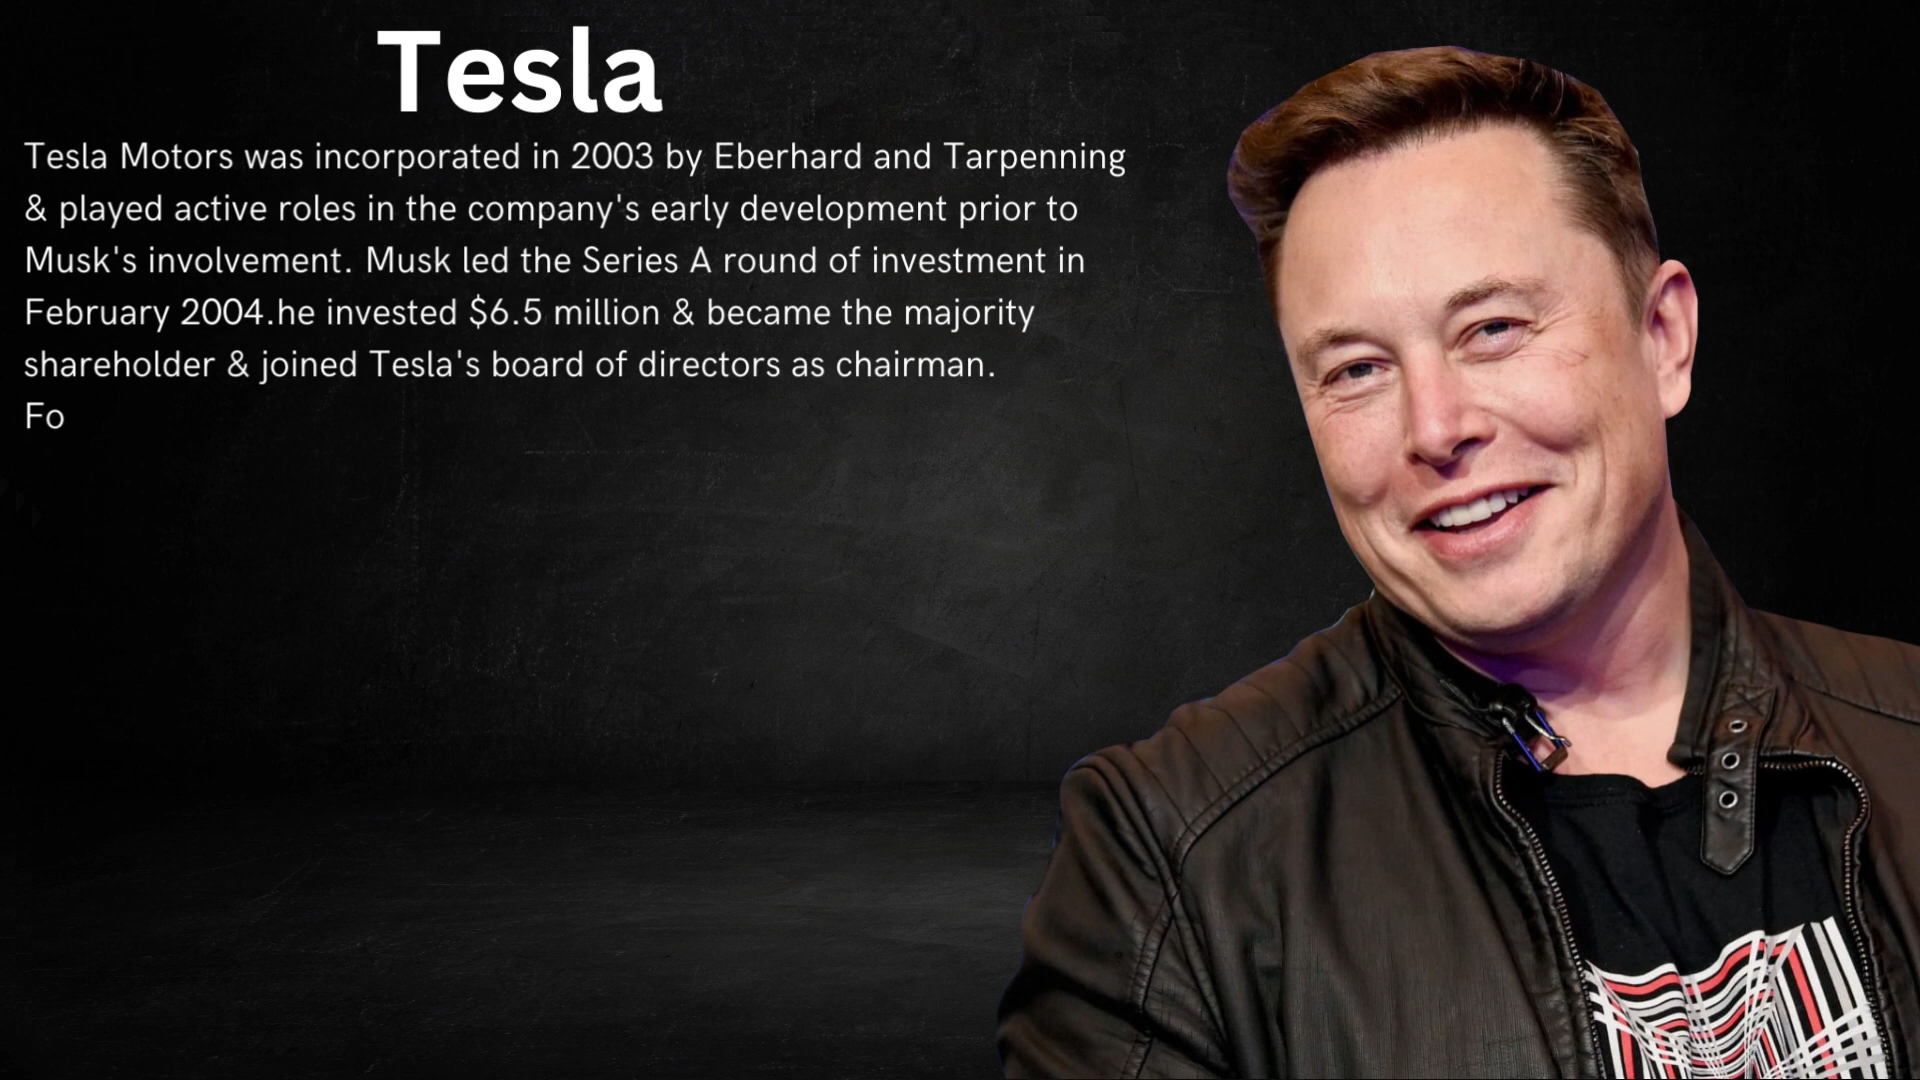 Tesla
Tesla Motors was incorporated in 2003 by Eberhard and Tarpenning
& played active roles in the company's early development prior to
Musk's involvement. Musk led the Series A round of investment in
February 2004.he invested $6.5 million & became the majority
shareholder & joined Tesla's board of directors as chairman.
Fo